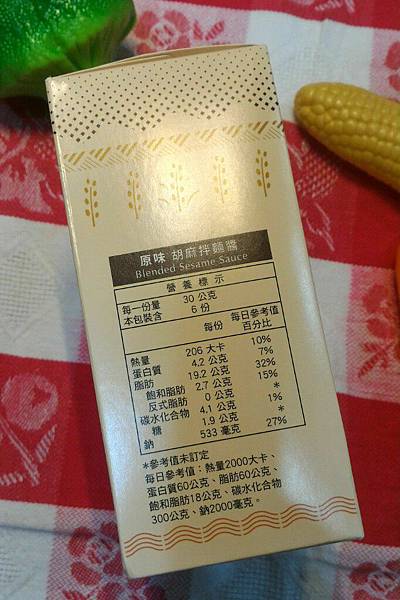 原味 胡麻拌麵醬
Blended Sesame Sauce
營養標示
每一份量 30 公克
本包裝含 6 份
每份 每日參考值百分比
熱量 206 大卡 10%
蛋白質 4.2 公克 7%
脂肪 19.2 公克 32%
飽和脂肪 2.7 公克 15%
反式脂肪 0 公克 *
碳水化合物 4.1 公克 1%
糖 1.9 公克 *
鈉 533 毫克 27%
*參考值未訂定
每日參考值：熱量2000大卡、
蛋白質60公克、脂肪60公克、
飽和脂肪18公克、碳水化合物
300公克、鈉2000毫克。